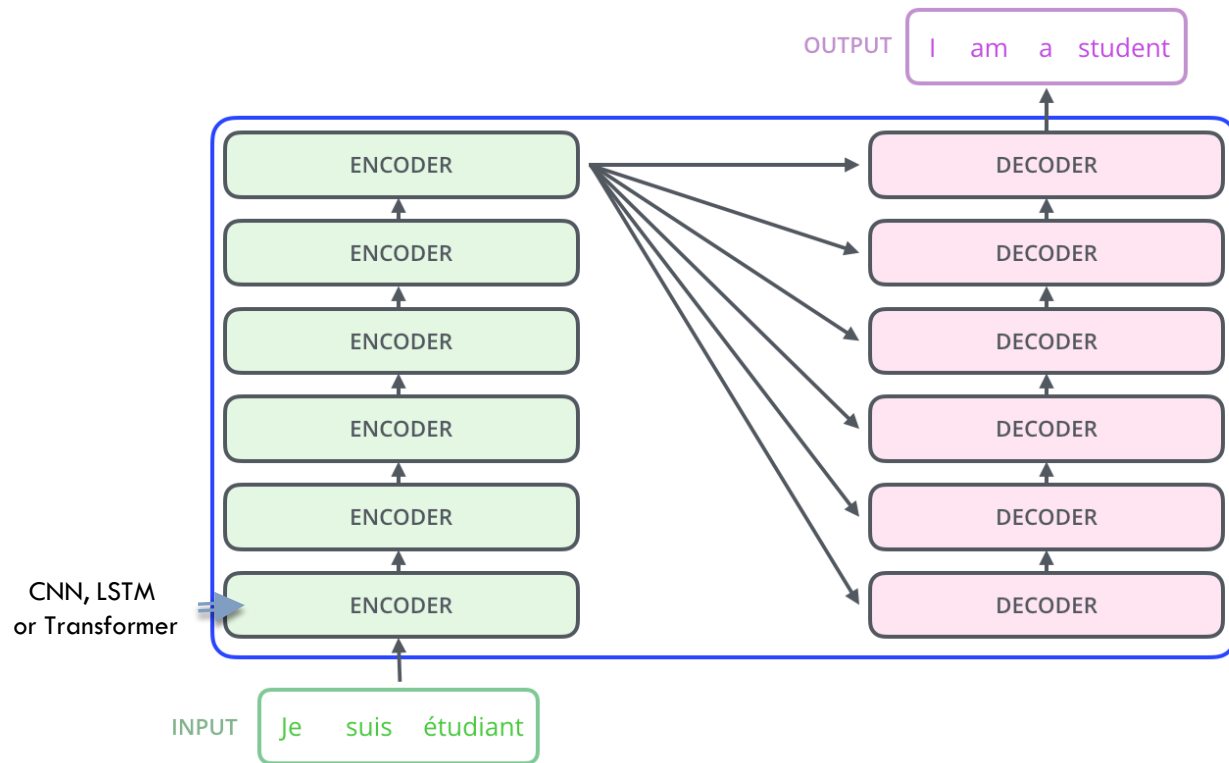 OUTPUT I am a student
ENCODER DECODER
ENCODER DECODER
ENCODER DECODER
ENCODER DECODER
ENCODER DECODER
CNN, LSTM
or Transformer
ENCODER DECODER
INPUT Je suis étudiant